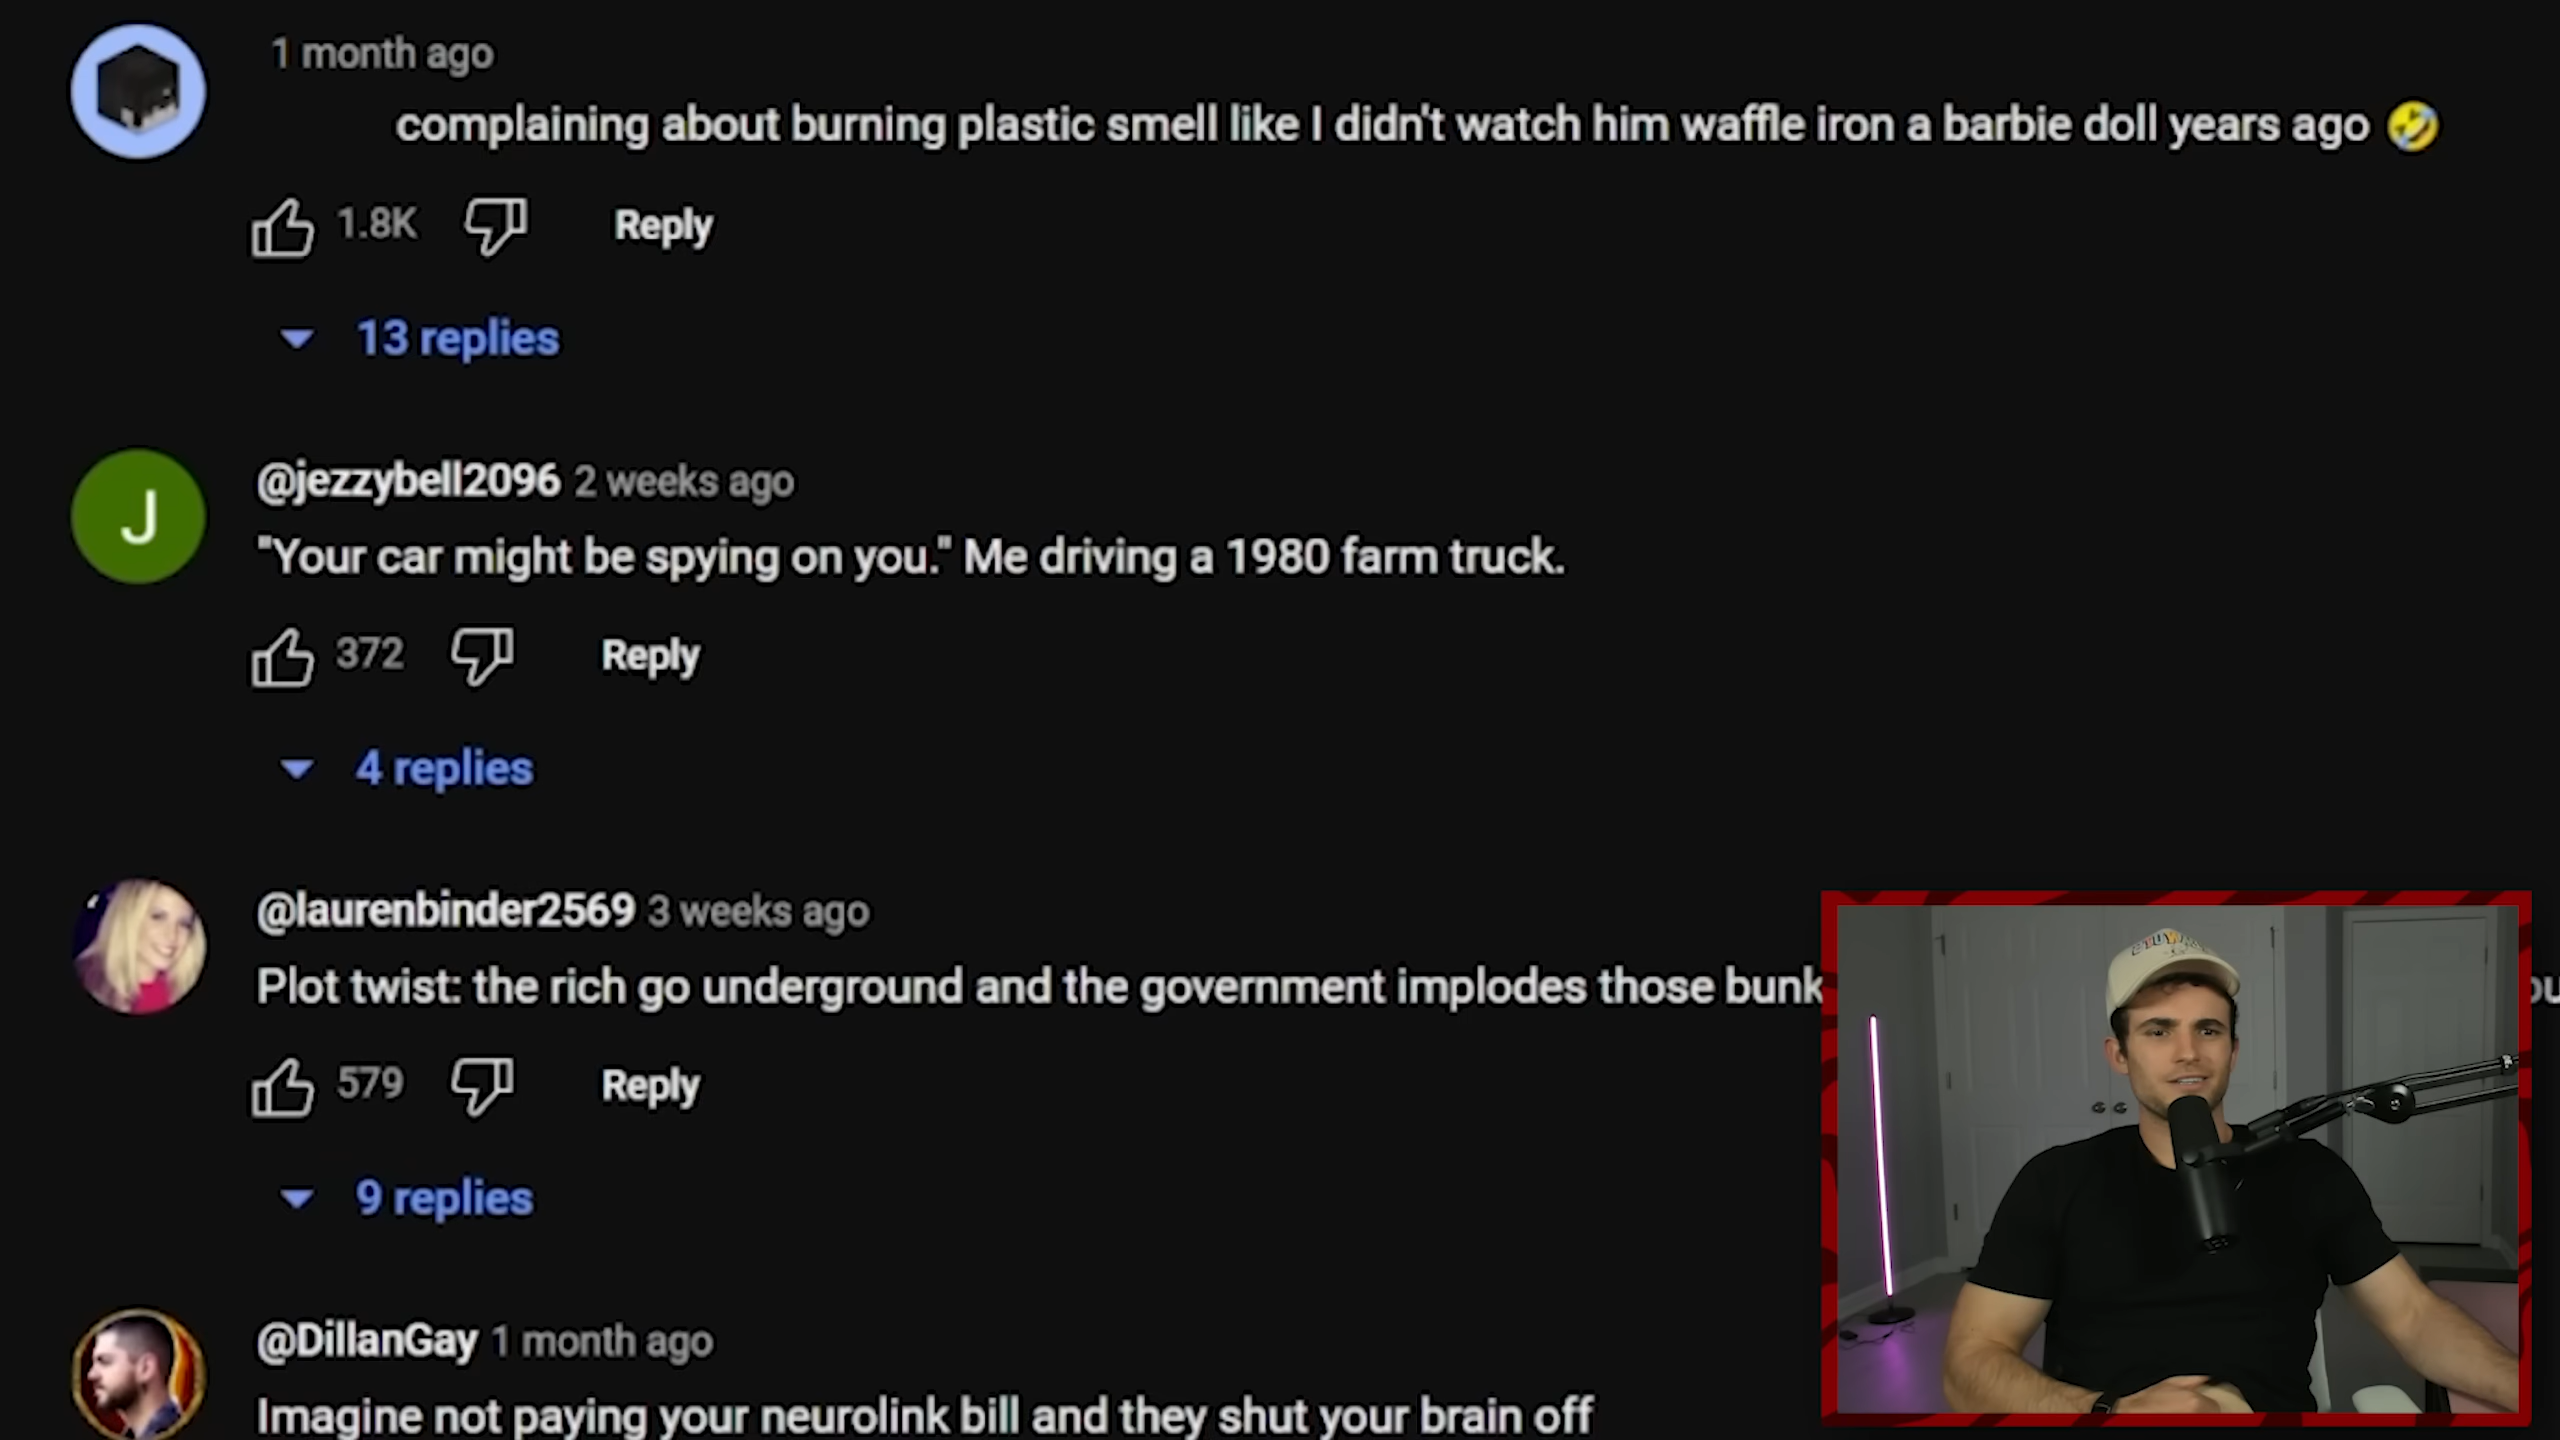 1 month ago
complaining about burning plastic smell like I didn't watch him waffle iron a barbie doll years ago 🤣
1.8K Reply
13 replies
J
@jezzybell2096 2 weeks ago
"Your car might be spying on you." Me driving a 1980 farm truck.
372 Reply
4 replies
@laurenbinder2569 3 weeks ago
Plot twist: the rich go underground and the government implodes those
579 Reply
9 replies
@DillanGay 1 month ago
Imagine not paying your neurolink bill and they shut your brain off